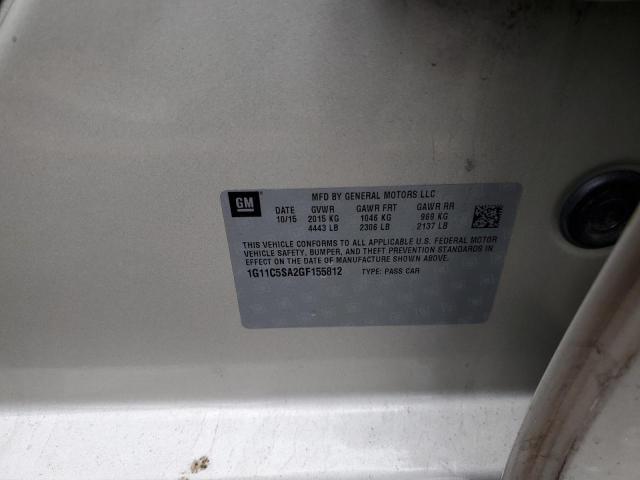 GM
MFD BY GENERAL MOTORS LLC
DATE GVWR GAWR FRT GAWR RR
10/15 2015 KG 1046 KG 969 KG
4443 LB 2306 LB 2137 LB
THIS VEHICLE CONFORMS TO ALL APPLICABLE U.S. FEDERAL MOTOR
VEHICLE SAFETY, BUMPER, AND THEFT PREVENTION STANDARDS IN
EFFECT ON THE DATE OF MANUFACTURE SHOWN ABOVE.
1G11C5SA2GF155812 TYPE: PASS CAR